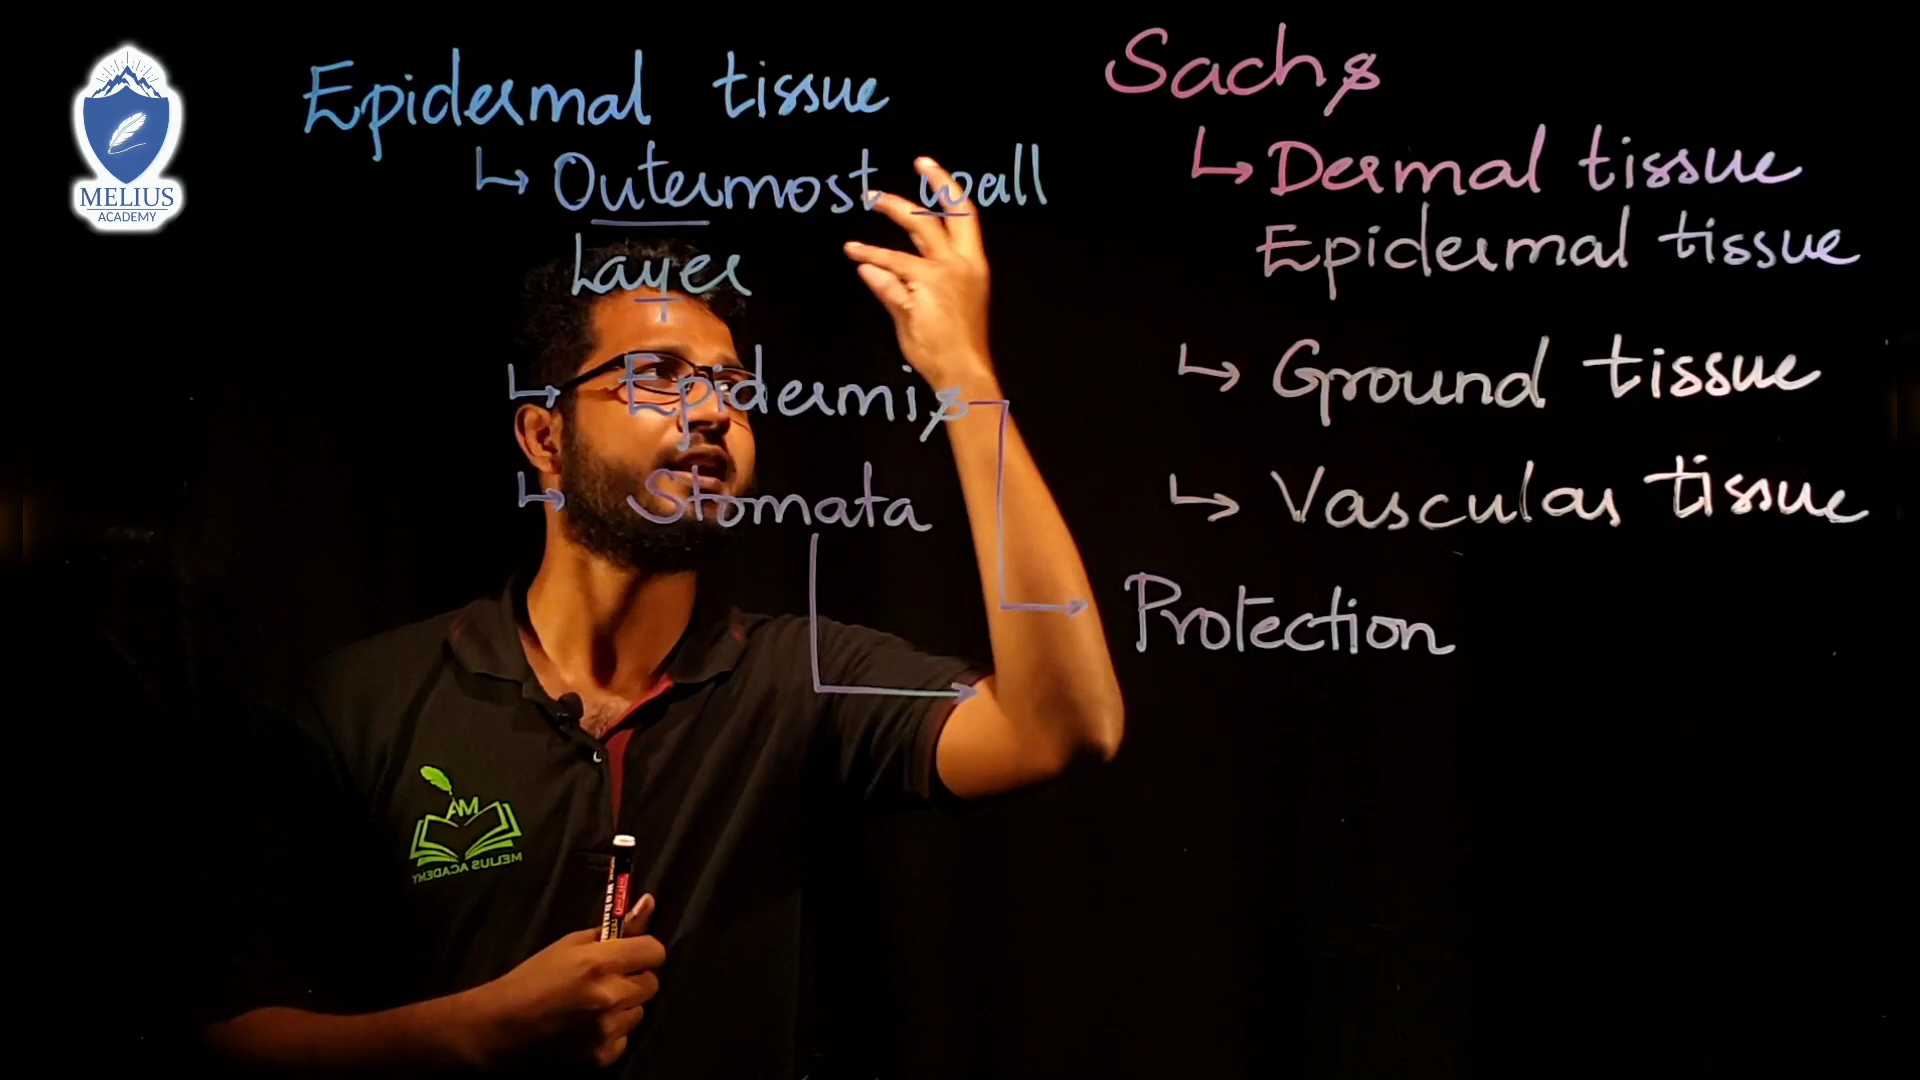 MELIUS
ACADEMY
Epidermal tissue
↳ Outermost wall
Layer
↳ Epidermis
↳ Stomata
Sachs
↳ Dermal tissue
Epidermal tissue
↳ Ground tissue
↳ Vascular tissue
Protection
MA
MELIUS ACADEMY